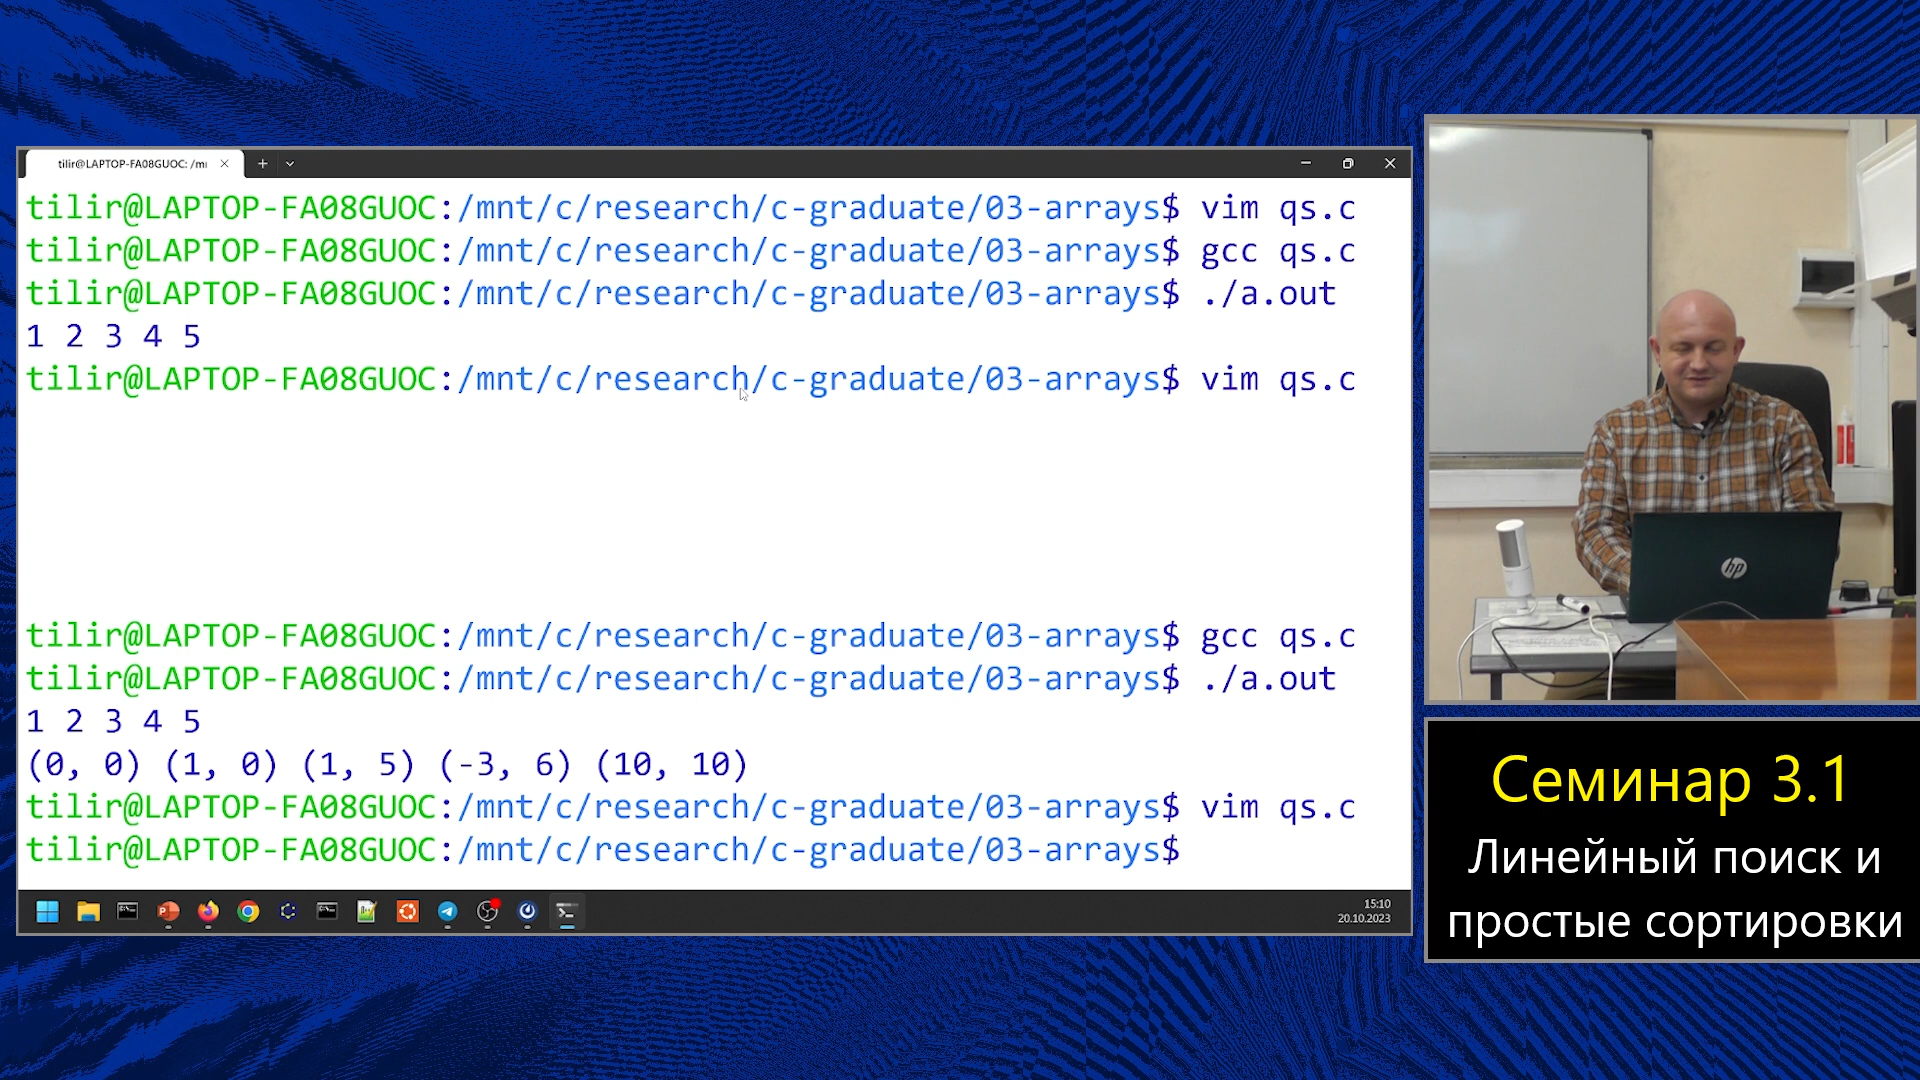 tilir@LAPTOP-FA08GUOC: /mı
tilir@LAPTOP-FA08GUOC:/mnt/c/research/c-graduate/03-arrays$ vim qs.c
tilir@LAPTOP-FA08GUOC:/mnt/c/research/c-graduate/03-arrays$ gcc qs.c
tilir@LAPTOP-FA08GUOC:/mnt/c/research/c-graduate/03-arrays$ ./a.out
1 2 3 4 5
tilir@LAPTOP-FA08GUOC:/mnt/c/research/c-graduate/03-arrays$ vim qs.c
tilir@LAPTOP-FA08GUOC:/mnt/c/research/c-graduate/03-arrays$ gcc qs.c
tilir@LAPTOP-FA08GUOC:/mnt/c/research/c-graduate/03-arrays$ ./a.out
1 2 3 4 5
(0, 0) (1, 0) (1, 5) (-3, 6) (10, 10)
tilir@LAPTOP-FA08GUOC:/mnt/c/research/c-graduate/03-arrays$ vim qs.c
tilir@LAPTOP-FA08GUOC:/mnt/c/research/c-graduate/03-arrays$
15:10
20.10.2023
hp
Семинар 3.1
Линейный поиск и
простые сортировки